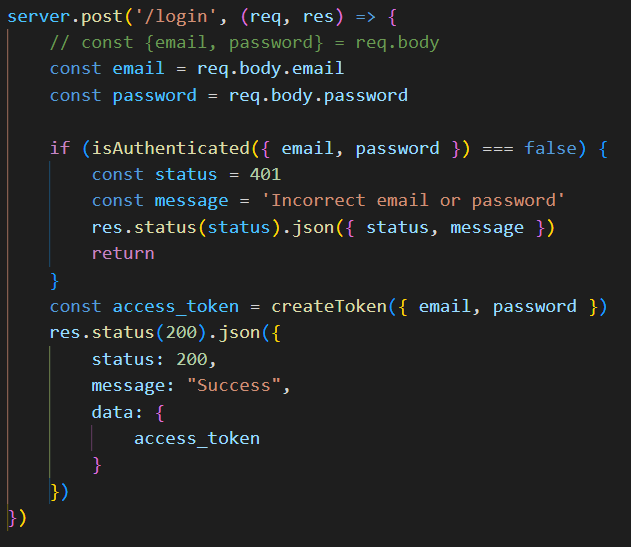 server.post('/login', (req, res) => {
    // const {email, password} = req.body
    const email = req.body.email
    const password = req.body.password

    if (isAuthenticated({ email, password }) === false) {
        const status = 401
        const message = 'Incorrect email or password'
        res.status(status).json({ status, message })
        return
    }
    const access_token = createToken({ email, password })
    res.status(200).json({
        status: 200,
        message: "Success",
        data: {
            access_token
        }
    })
})